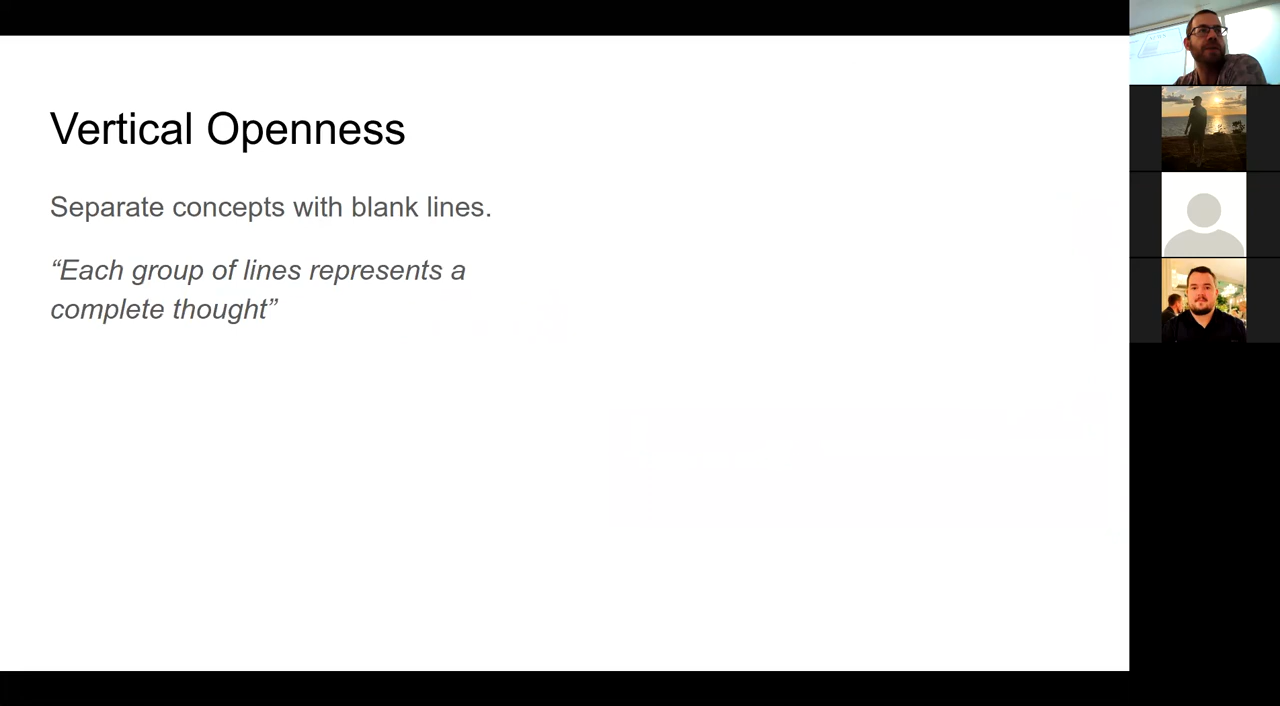 Vertical Openness
Separate concepts with blank lines.
“Each group of lines represents a
complete thought”